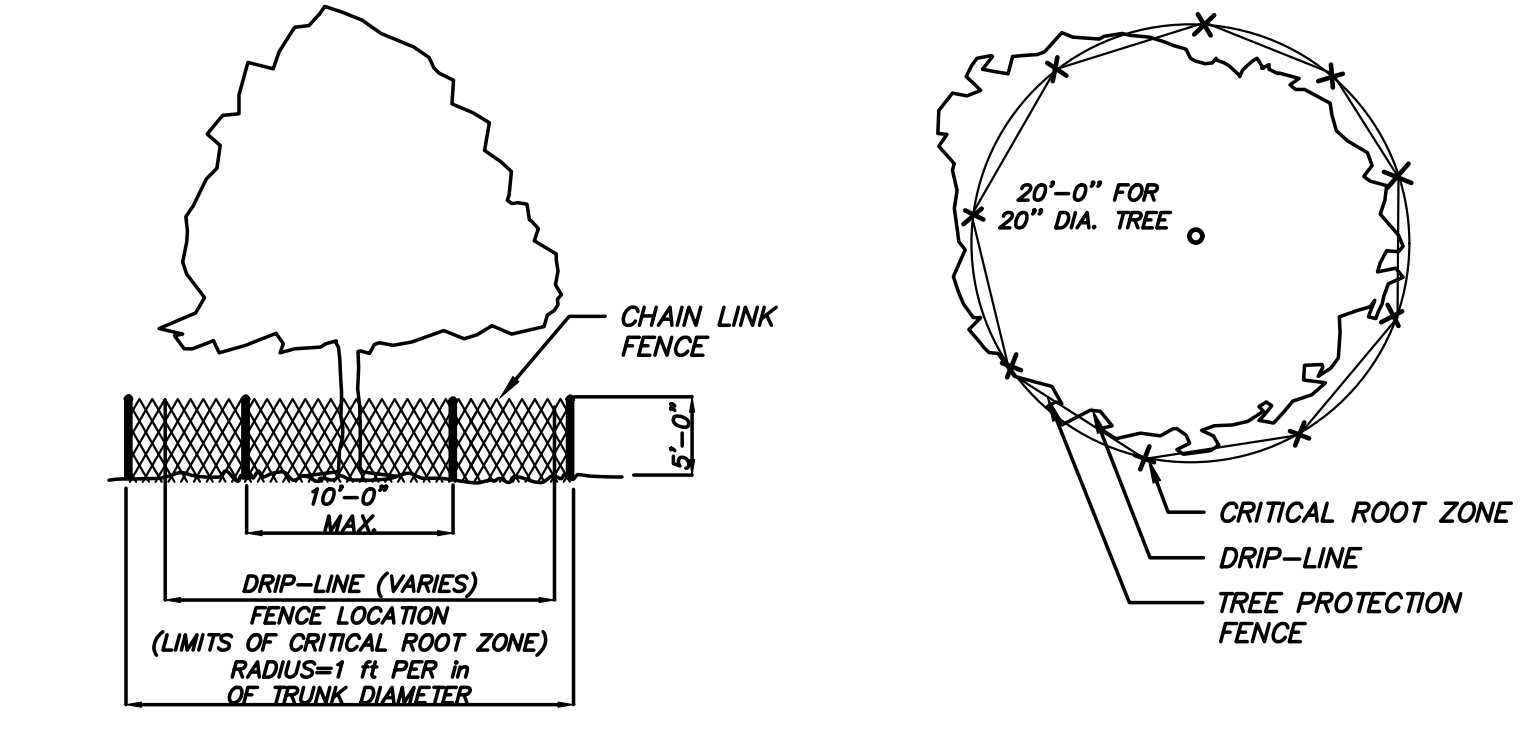 CHAIN LINK
FENCE
5'-0"
10'-0"
MAX.
DRIP-LINE (VARIES)
FENCE LOCATION
(LIMITS OF CRITICAL ROOT ZONE)
RADIUS=1 ft PER in
OF TRUNK DIAMETER
20'-0" FOR
20" DIA. TREE
CRITICAL ROOT ZONE
DRIP-LINE
TREE PROTECTION
FENCE